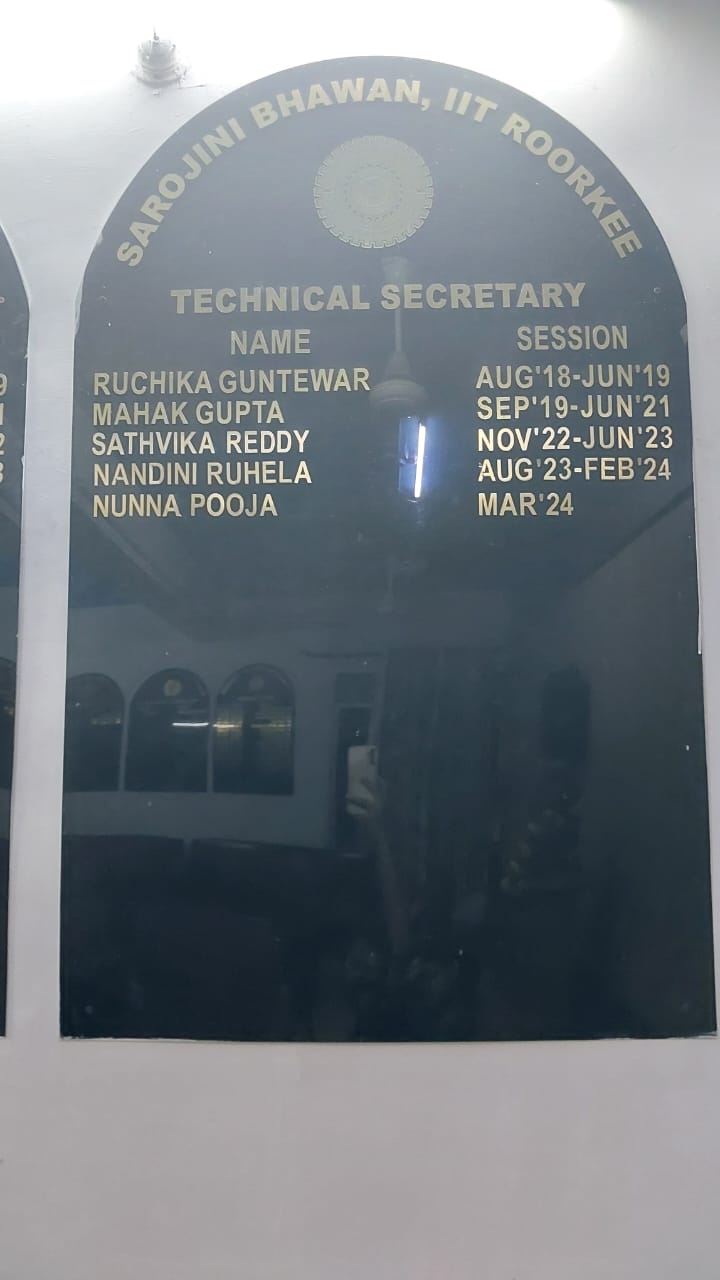 SAROJINI BHAWAN, IIT ROORKEE
TECHNICAL SECRETARY
NAME SESSION
RUCHIKA GUNTEWAR AUG'18-JUN'19
MAHAK GUPTA SEP'19-JUN'21
SATHVIKA REDDY NOV'22-JUN'23
NANDINI RUHELA AUG'23-FEB'24
NUNNA POOJA MAR'24